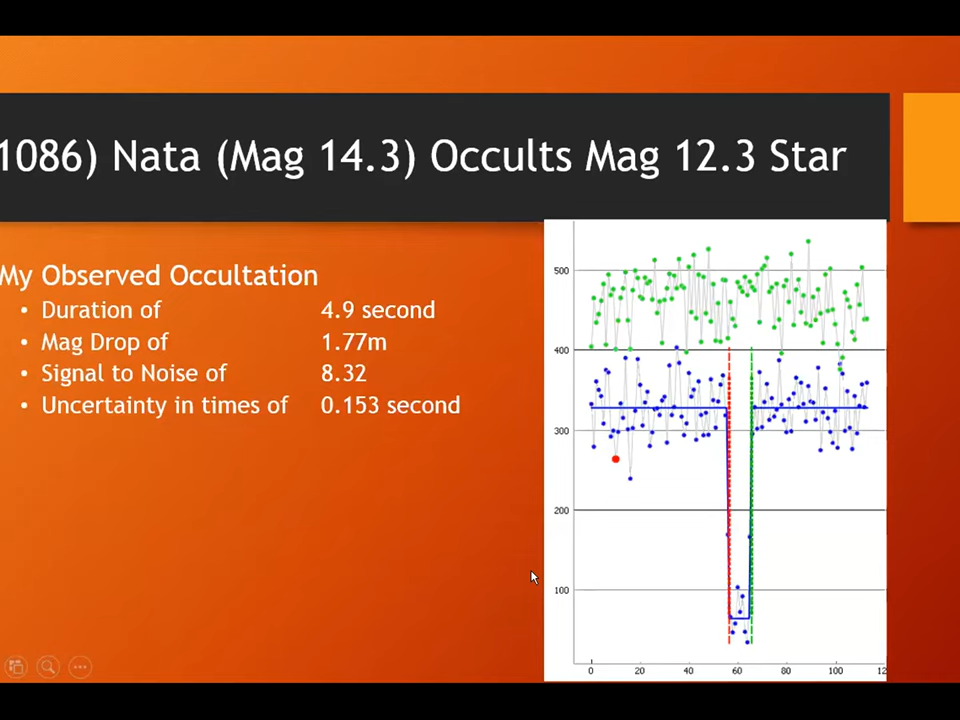 1086) Nata (Mag 14.3) Occults Mag 12.3 Star
My Observed Occultation
• Duration of 4.9 second
• Mag Drop of 1.77m
• Signal to Noise of 8.32
• Uncertainty in times of 0.153 second
500
400
300
200
100
0 20 40 60 80 100 12